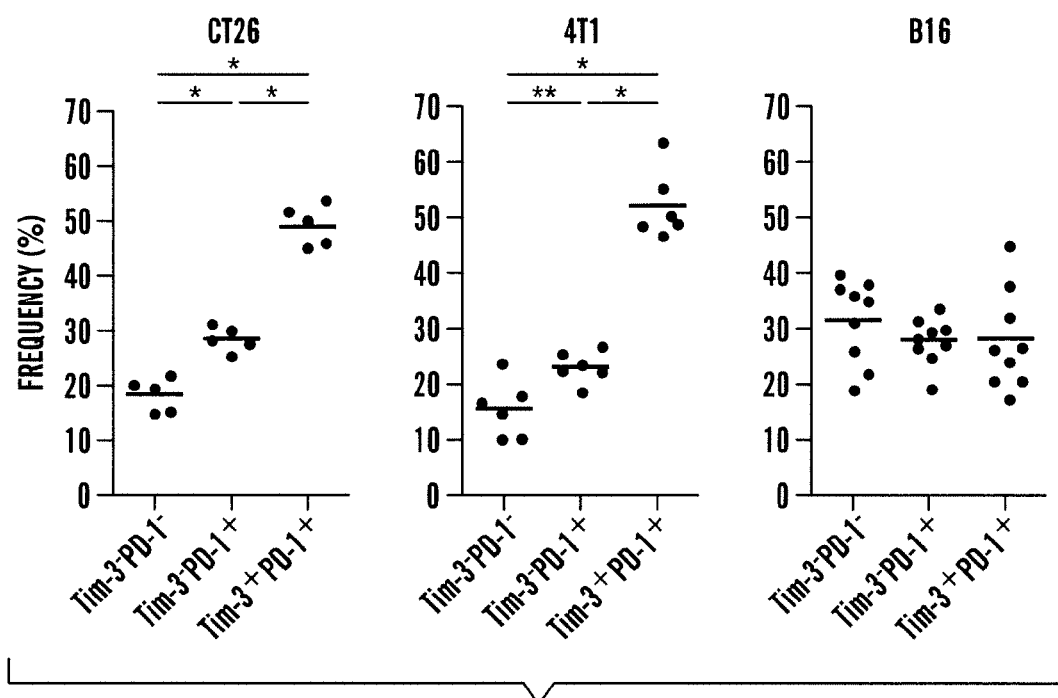 CT26
4T1
B16
*
* *
*
** *
FREQUENCY (%)
70
60
50
40
30
20
10
0
70
60
50
40
30
20
10
0
70
60
50
40
30
20
10
0
Tim-3⁻PD-1⁻
Tim-3⁻PD-1⁺
Tim-3⁺PD-1⁺
Tim-3⁻PD-1⁻
Tim-3⁻PD-1⁺
Tim-3⁺PD-1⁺
Tim-3⁻PD-1⁻
Tim-3⁻PD-1⁺
Tim-3⁺PD-1⁺